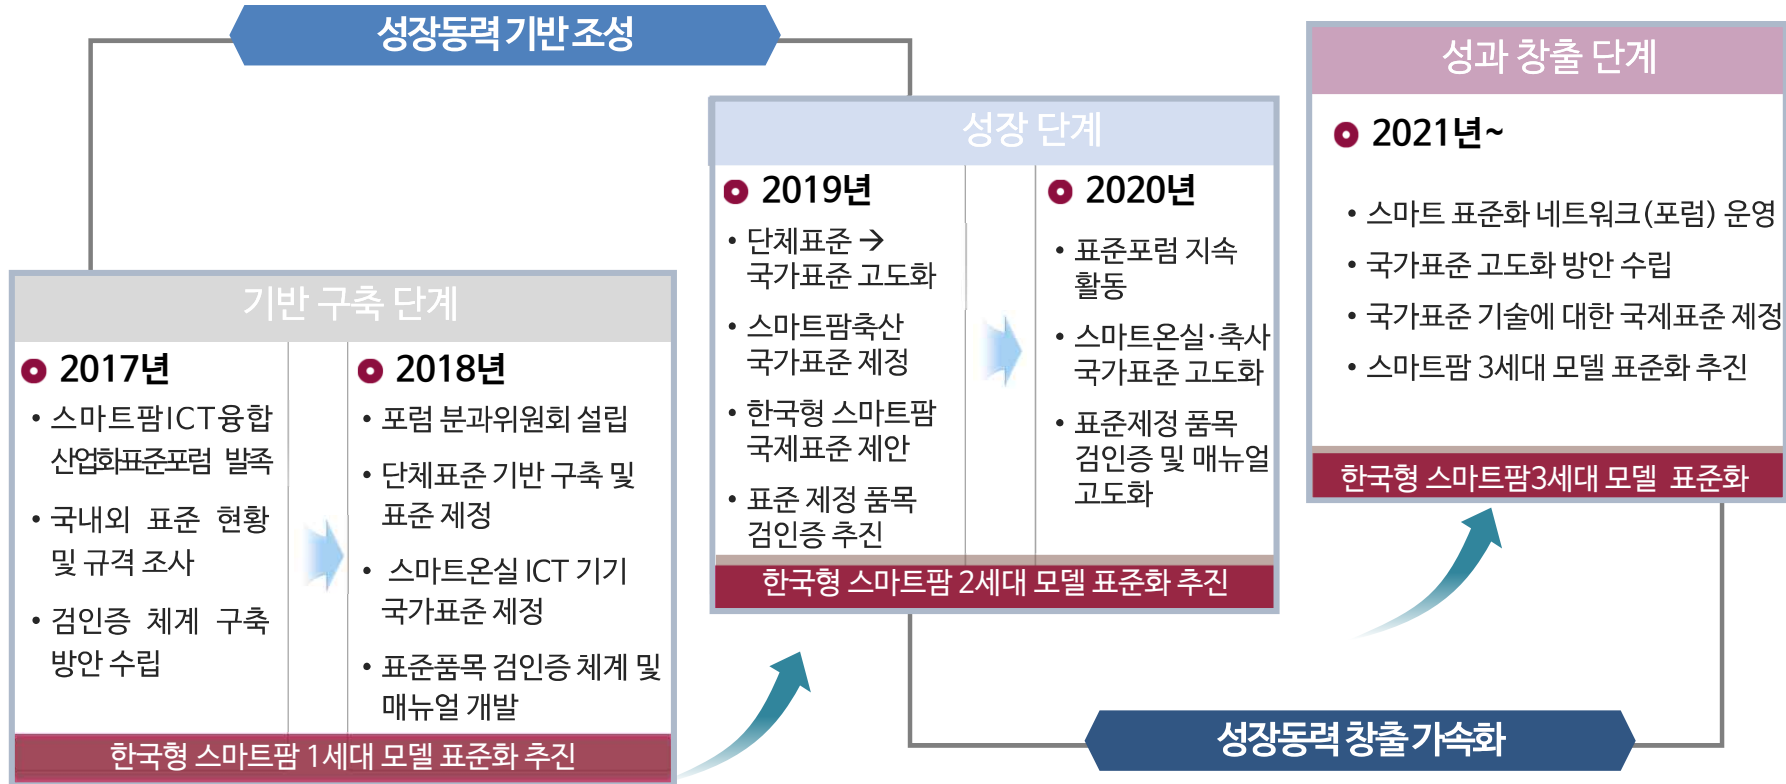 성장동력 기반 조성
기반 구축 단계
2017년
• 스마트팜ICT융합
산업화표준포럼 발족
• 국내외 표준 현황
및 규격 조사
• 검인증 체계 구축
방안 수립
2018년
• 포럼 분과위원회 설립
• 단체표준 기반 구축 및
표준 제정
• 스마트온실 ICT 기기
국가표준 제정
• 표준품목 검인증 체계 및
매뉴얼 개발
한국형 스마트팜 1세대 모델 표준화 추진
성장 단계
2019년
• 단체표준 →
국가표준 고도화
• 스마트팜축산
국가표준 제정
• 한국형 스마트팜
국제표준 제안
• 표준 제정 품목
검인증 추진
2020년
• 표준포럼 지속
활동
• 스마트온실·축사
국가표준 고도화
• 표준제정 품목
검인증 및 매뉴얼
고도화
한국형 스마트팜 2세대 모델 표준화 추진
성과 창출 단계
2021년~
• 스마트 표준화 네트워크(포럼) 운영
• 국가표준 고도화 방안 수립
• 국가표준 기술에 대한 국제표준 제정
• 스마트팜 3세대 모델 표준화 추진
한국형 스마트팜3세대 모델 표준화
성장동력 창출 가속화